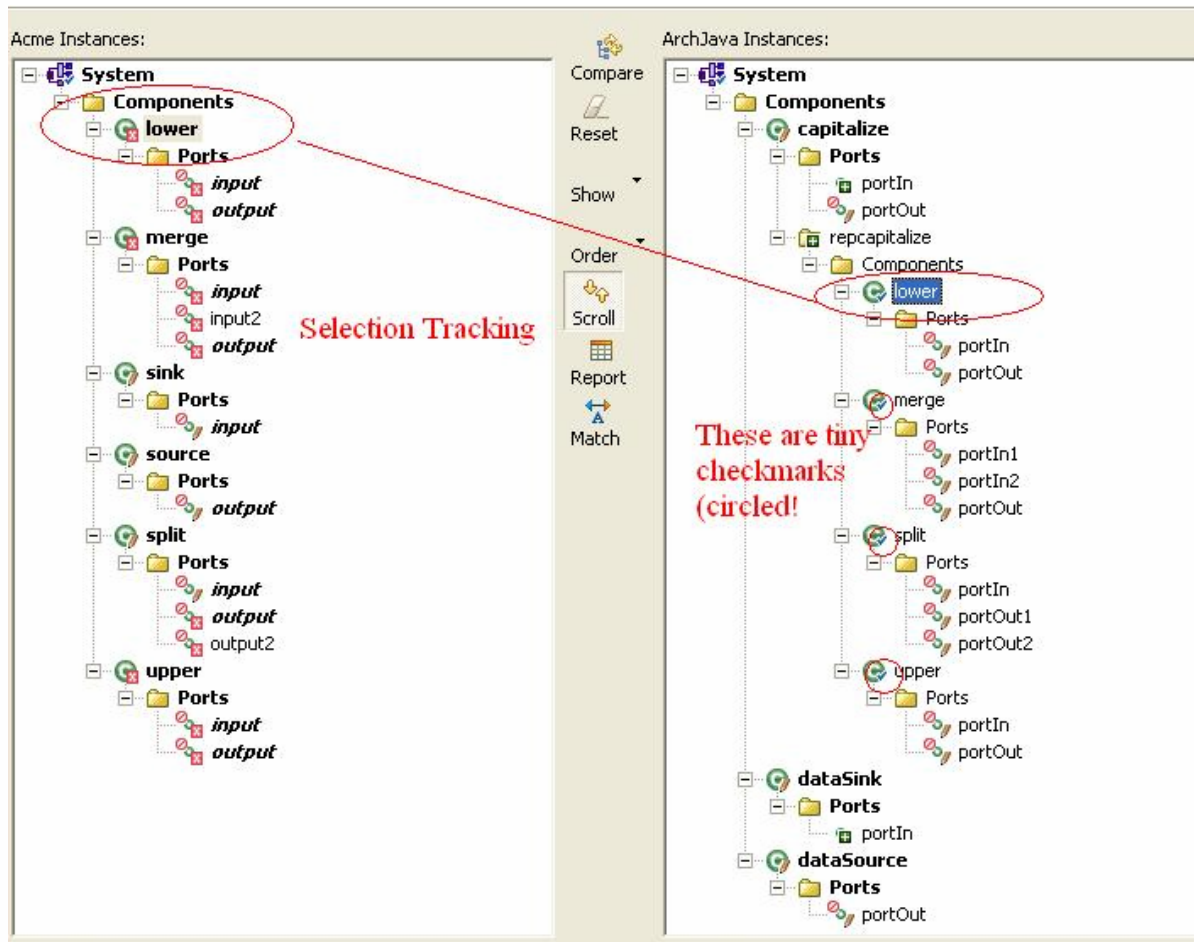 Acme Instances:
System
Components
lower
Ports
input
output
merge
Ports
input
input2
output
sink
Ports
input
source
Ports
output
split
Ports
input
output
output2
upper
Ports
input
output
Selection Tracking
Compare
Reset
Show
Order
Scroll
Report
Match
ArchJava Instances:
System
Components
capitalize
Ports
portIn
portOut
repcapitalize
Components
lower
Ports
portIn
portOut
merge
Ports
portIn1
portIn2
portOut
split
Ports
portIn
portOut1
portOut2
upper
Ports
portIn
portOut
dataSink
Ports
portIn
dataSource
Ports
portOut
These are tiny
checkmarks
(circled!